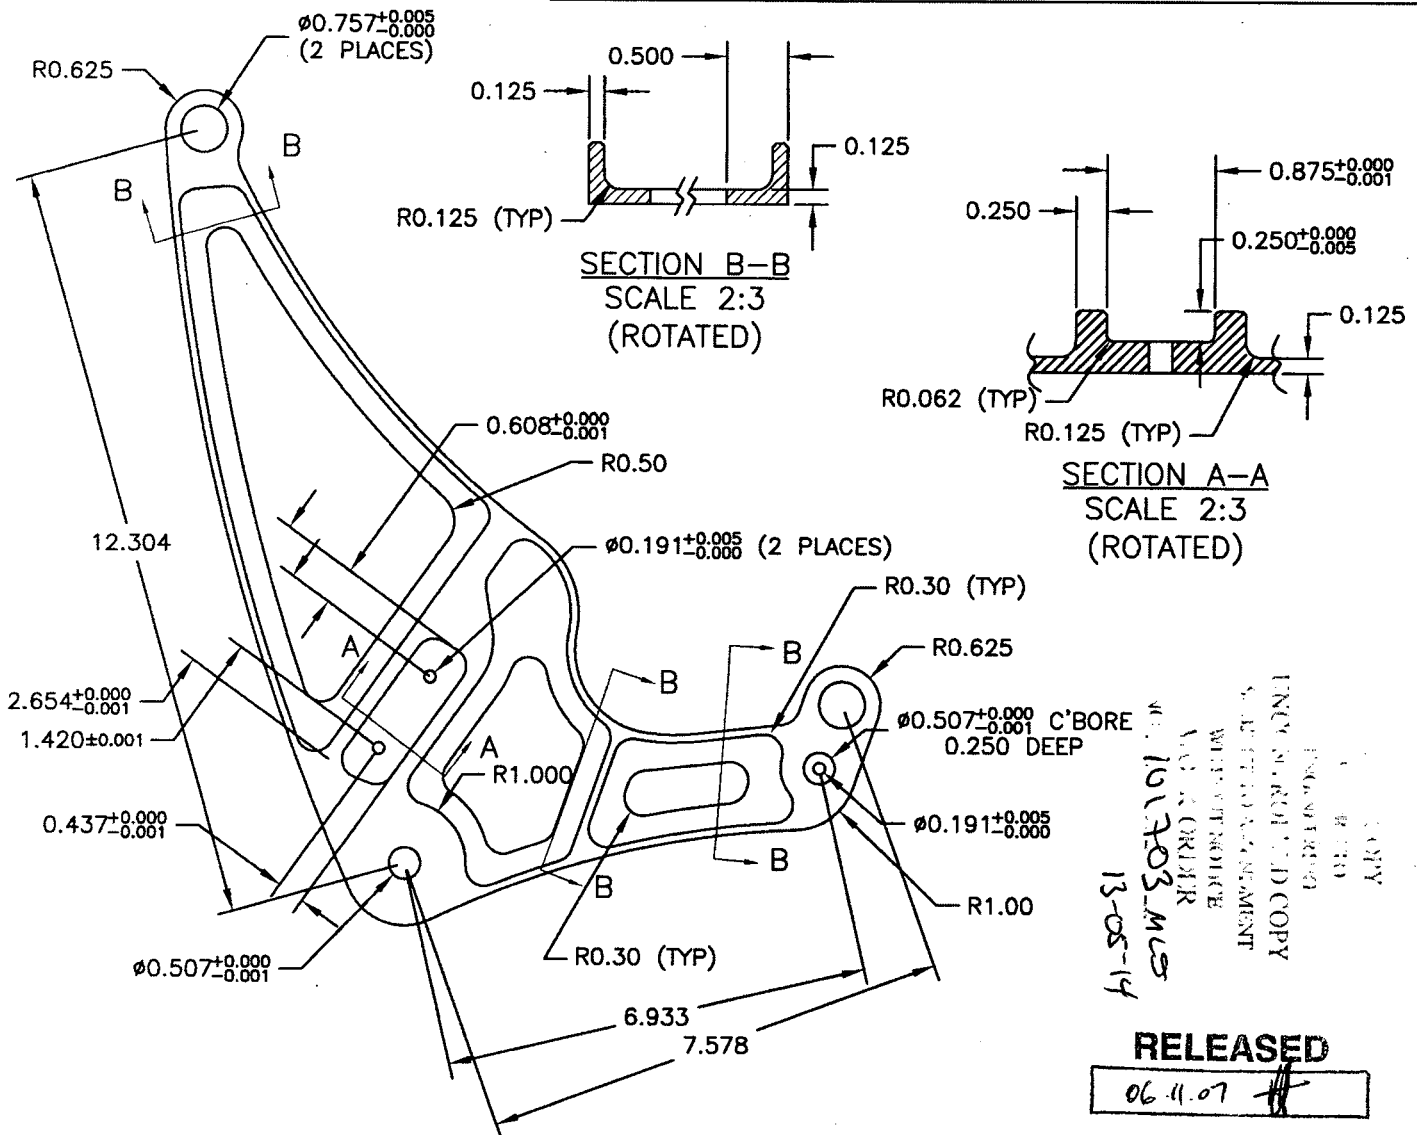 ø0.757+0.005 -0.000
(2 PLACES)
R0.625
B
B
12.304
0.500
0.125
0.125
R0.125 (TYP)
SECTION B-B
SCALE 2:3
(ROTATED)
0.875+0.000 -0.001
0.250
0.250+0.000 -0.005
0.125
R0.062 (TYP)
R0.125 (TYP)
SECTION A-A
SCALE 2:3
(ROTATED)
0.608+0.000 -0.001
R0.50
ø0.191+0.005 -0.000 (2 PLACES)
R0.30 (TYP)
R0.625
A
B
B
2.654+0.000 -0.001
1.420±0.001
ø0.507+0.000 -0.001 C'BORE
0.250 DEEP
A
R1.000
0.437+0.000 -0.001
ø0.191+0.005 -0.000
B
B
R1.00
ø0.507+0.000 -0.001
R0.30 (TYP)
6.933
7.578
COPY
D COPY
WITHOUT NOTICE
13-05-14
RELEASED
06.11.07